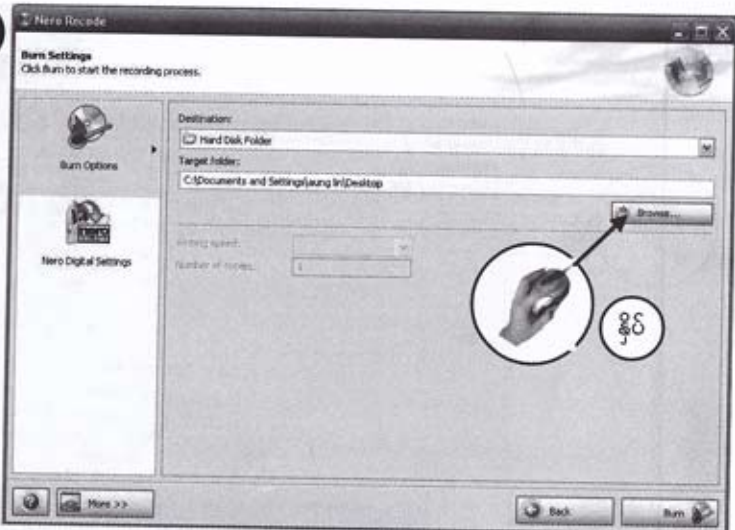 Nero Recode
Burn Settings
Click Burn to start the recording process.
Burn Options
Nero Digital Settings
Destination:
Hard Disk Folder
Target folder:
C:\Documents and Settings\aung lin\Desktop
Browse...
Writing speed:
Number of copies:
1
နှိပ်
More >>
Back
Burn